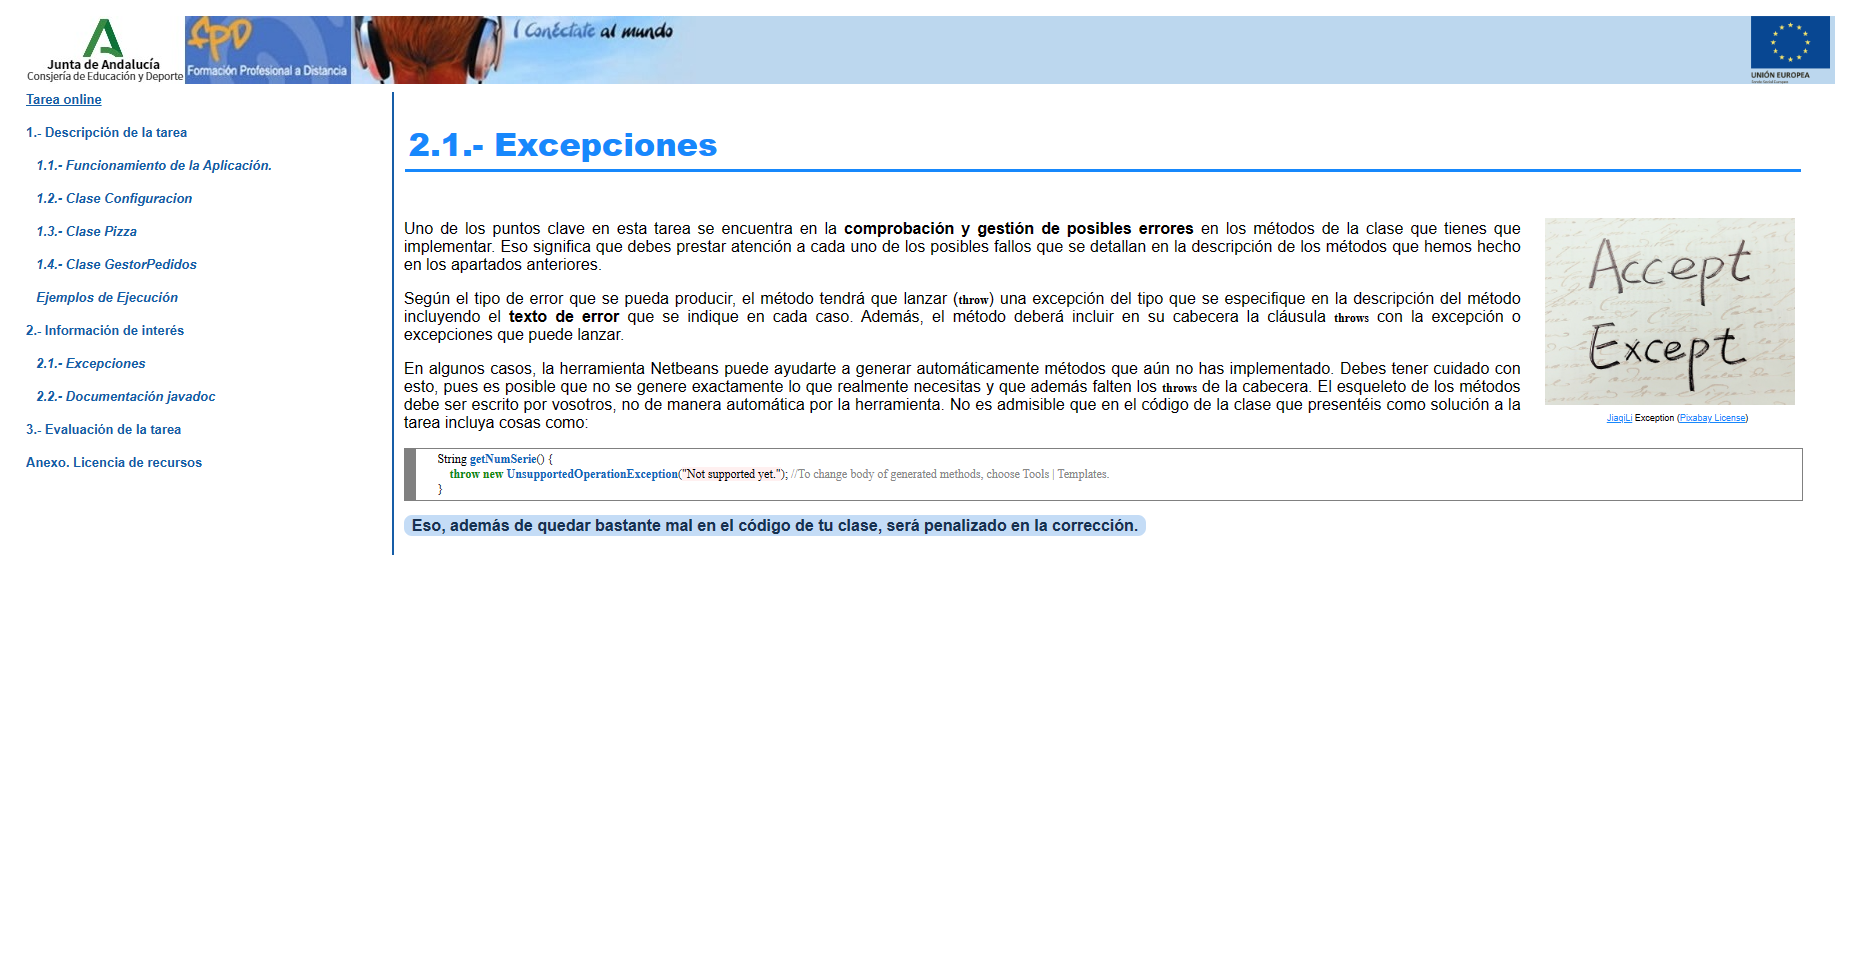 Junta de Andalucía
Consjería de Educación y Deporte
FPD
Formación Profesional a Distancia
Conéctate al mundo
UNIÓN EUROPEA
Fondo Social Europeo
Tarea online
1.- Descripción de la tarea
1.1.- Funcionamiento de la Aplicación.
1.2.- Clase Configuracion
1.3.- Clase Pizza
1.4.- Clase GestorPedidos
Ejemplos de Ejecución
2.- Información de interés
2.1.- Excepciones
2.2.- Documentación javadoc
3.- Evaluación de la tarea
Anexo. Licencia de recursos
2.1.- Excepciones
Uno de los puntos clave en esta tarea se encuentra en la comprobación y gestión de posibles errores en los métodos de la clase que tienes que
implementar. Eso significa que debes prestar atención a cada uno de los posibles fallos que se detallan en la descripción de los métodos que hemos hecho
en los apartados anteriores.
Según el tipo de error que se pueda producir, el método tendrá que lanzar (throw) una excepción del tipo que se especifique en la descripción del método
incluyendo el texto de error que se indique en cada caso. Además, el método deberá incluir en su cabecera la cláusula throws con la excepción o
excepciones que puede lanzar.
En algunos casos, la herramienta Netbeans puede ayudarte a generar automáticamente métodos que aún no has implementado. Debes tener cuidado con
esto, pues es posible que no se genere exactamente lo que realmente necesitas y que además falten los throws de la cabecera. El esqueleto de los métodos
debe ser escrito por vosotros, no de manera automática por la herramienta. No es admisible que en el código de la clase que presentéis como solución a la
tarea incluya cosas como:
Accept
Except
JiaqiLi Exception (Pixabay License)
String getNumSerie() {
throw new UnsupportedOperationException("Not supported yet."); //To change body of generated methods, choose Tools | Templates.
}
Eso, además de quedar bastante mal en el código de tu clase, será penalizado en la corrección.